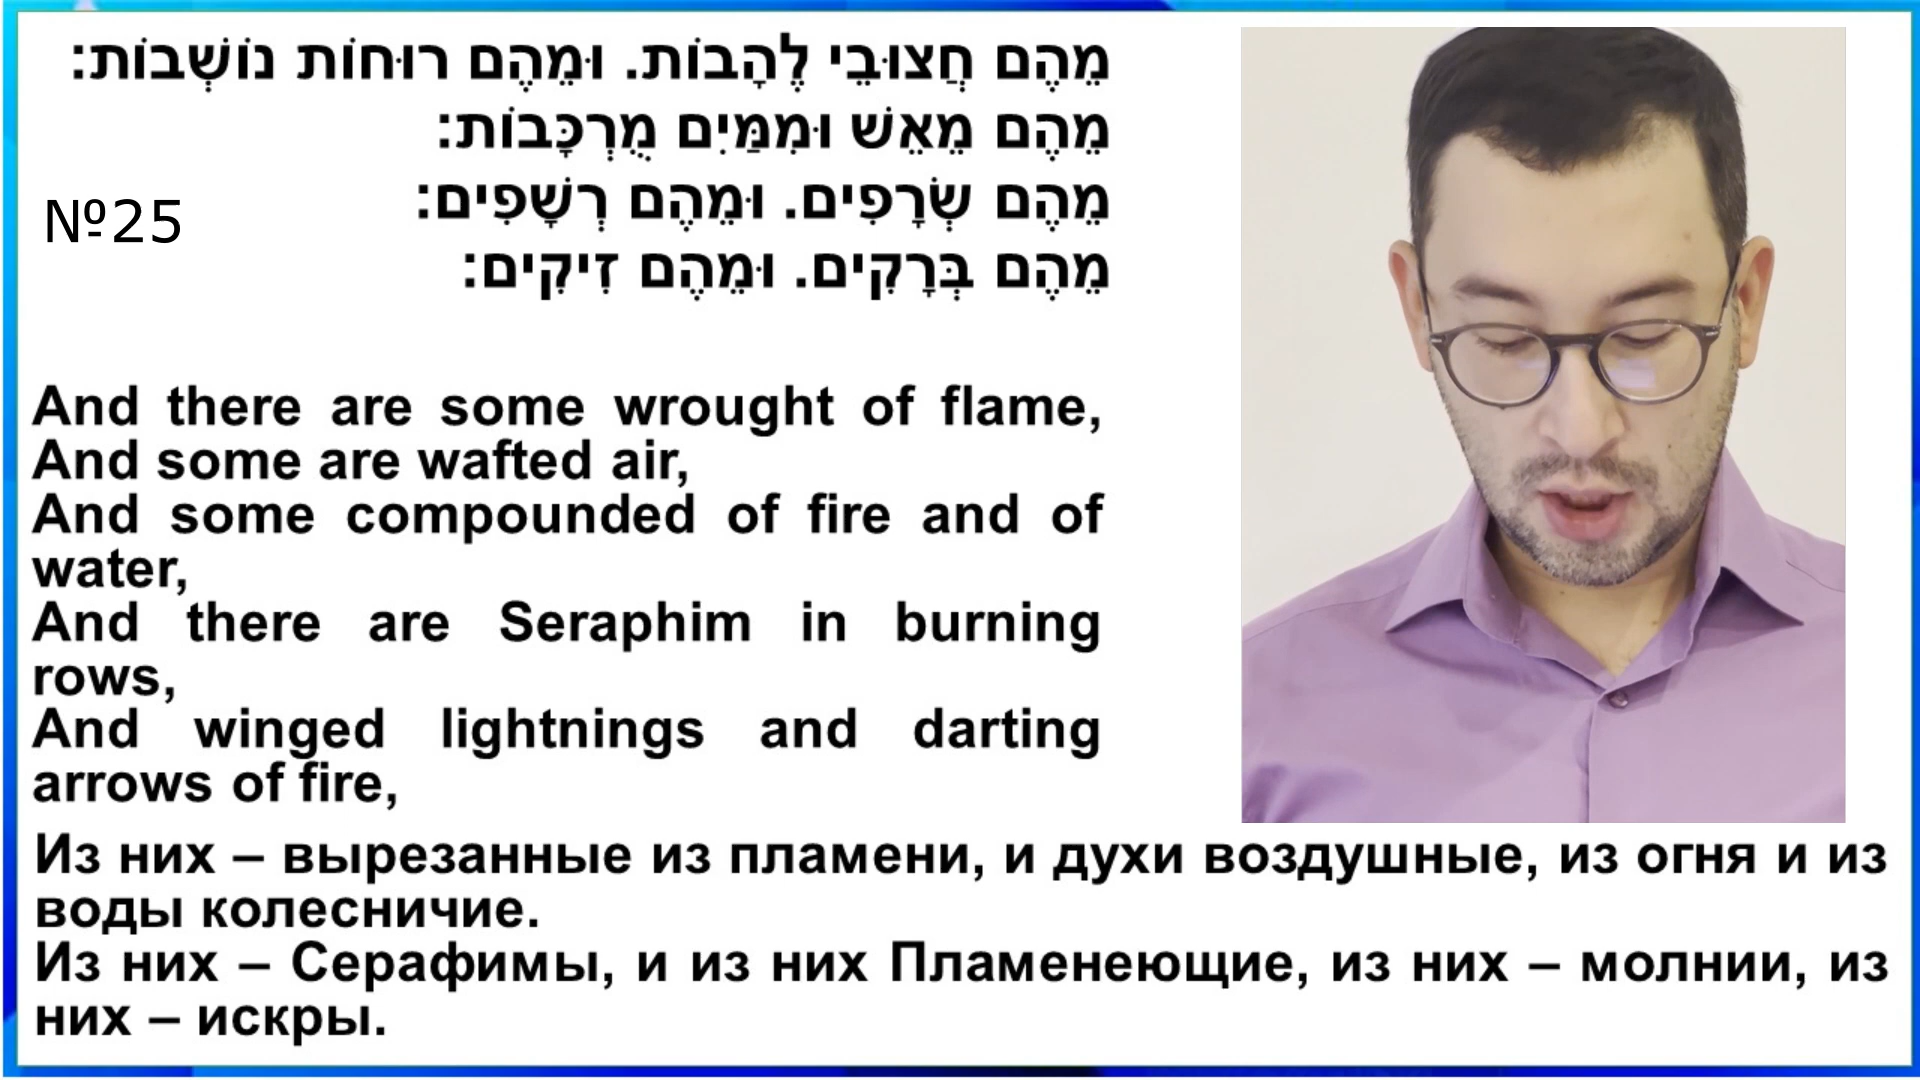 מֵהֶם חֲצוּבֵי לֶהָבוֹת. וּמֵהֶם רוּחוֹת נוֹשְׁבוֹת:
מֵהֶם מֵאֵשׁ וּמִמַּיִם מֻרְכָּבוֹת:
מֵהֶם שְׂרָפִים. וּמֵהֶם רְשָׁפִים:
מֵהֶם בְּרָקִים. וּמֵהֶם זִיקִים:
№25
And there are some wrought of flame,
And some are wafted air,
And some compounded of fire and of
water,
And there are Seraphim in burning
rows,
And winged lightnings and darting
arrows of fire,
Из них – вырезанные из пламени, и духи воздушные, из огня и из
воды колесничие.
Из них – Серафимы, и из них Пламенеющие, из них – молнии, из
них – искры.